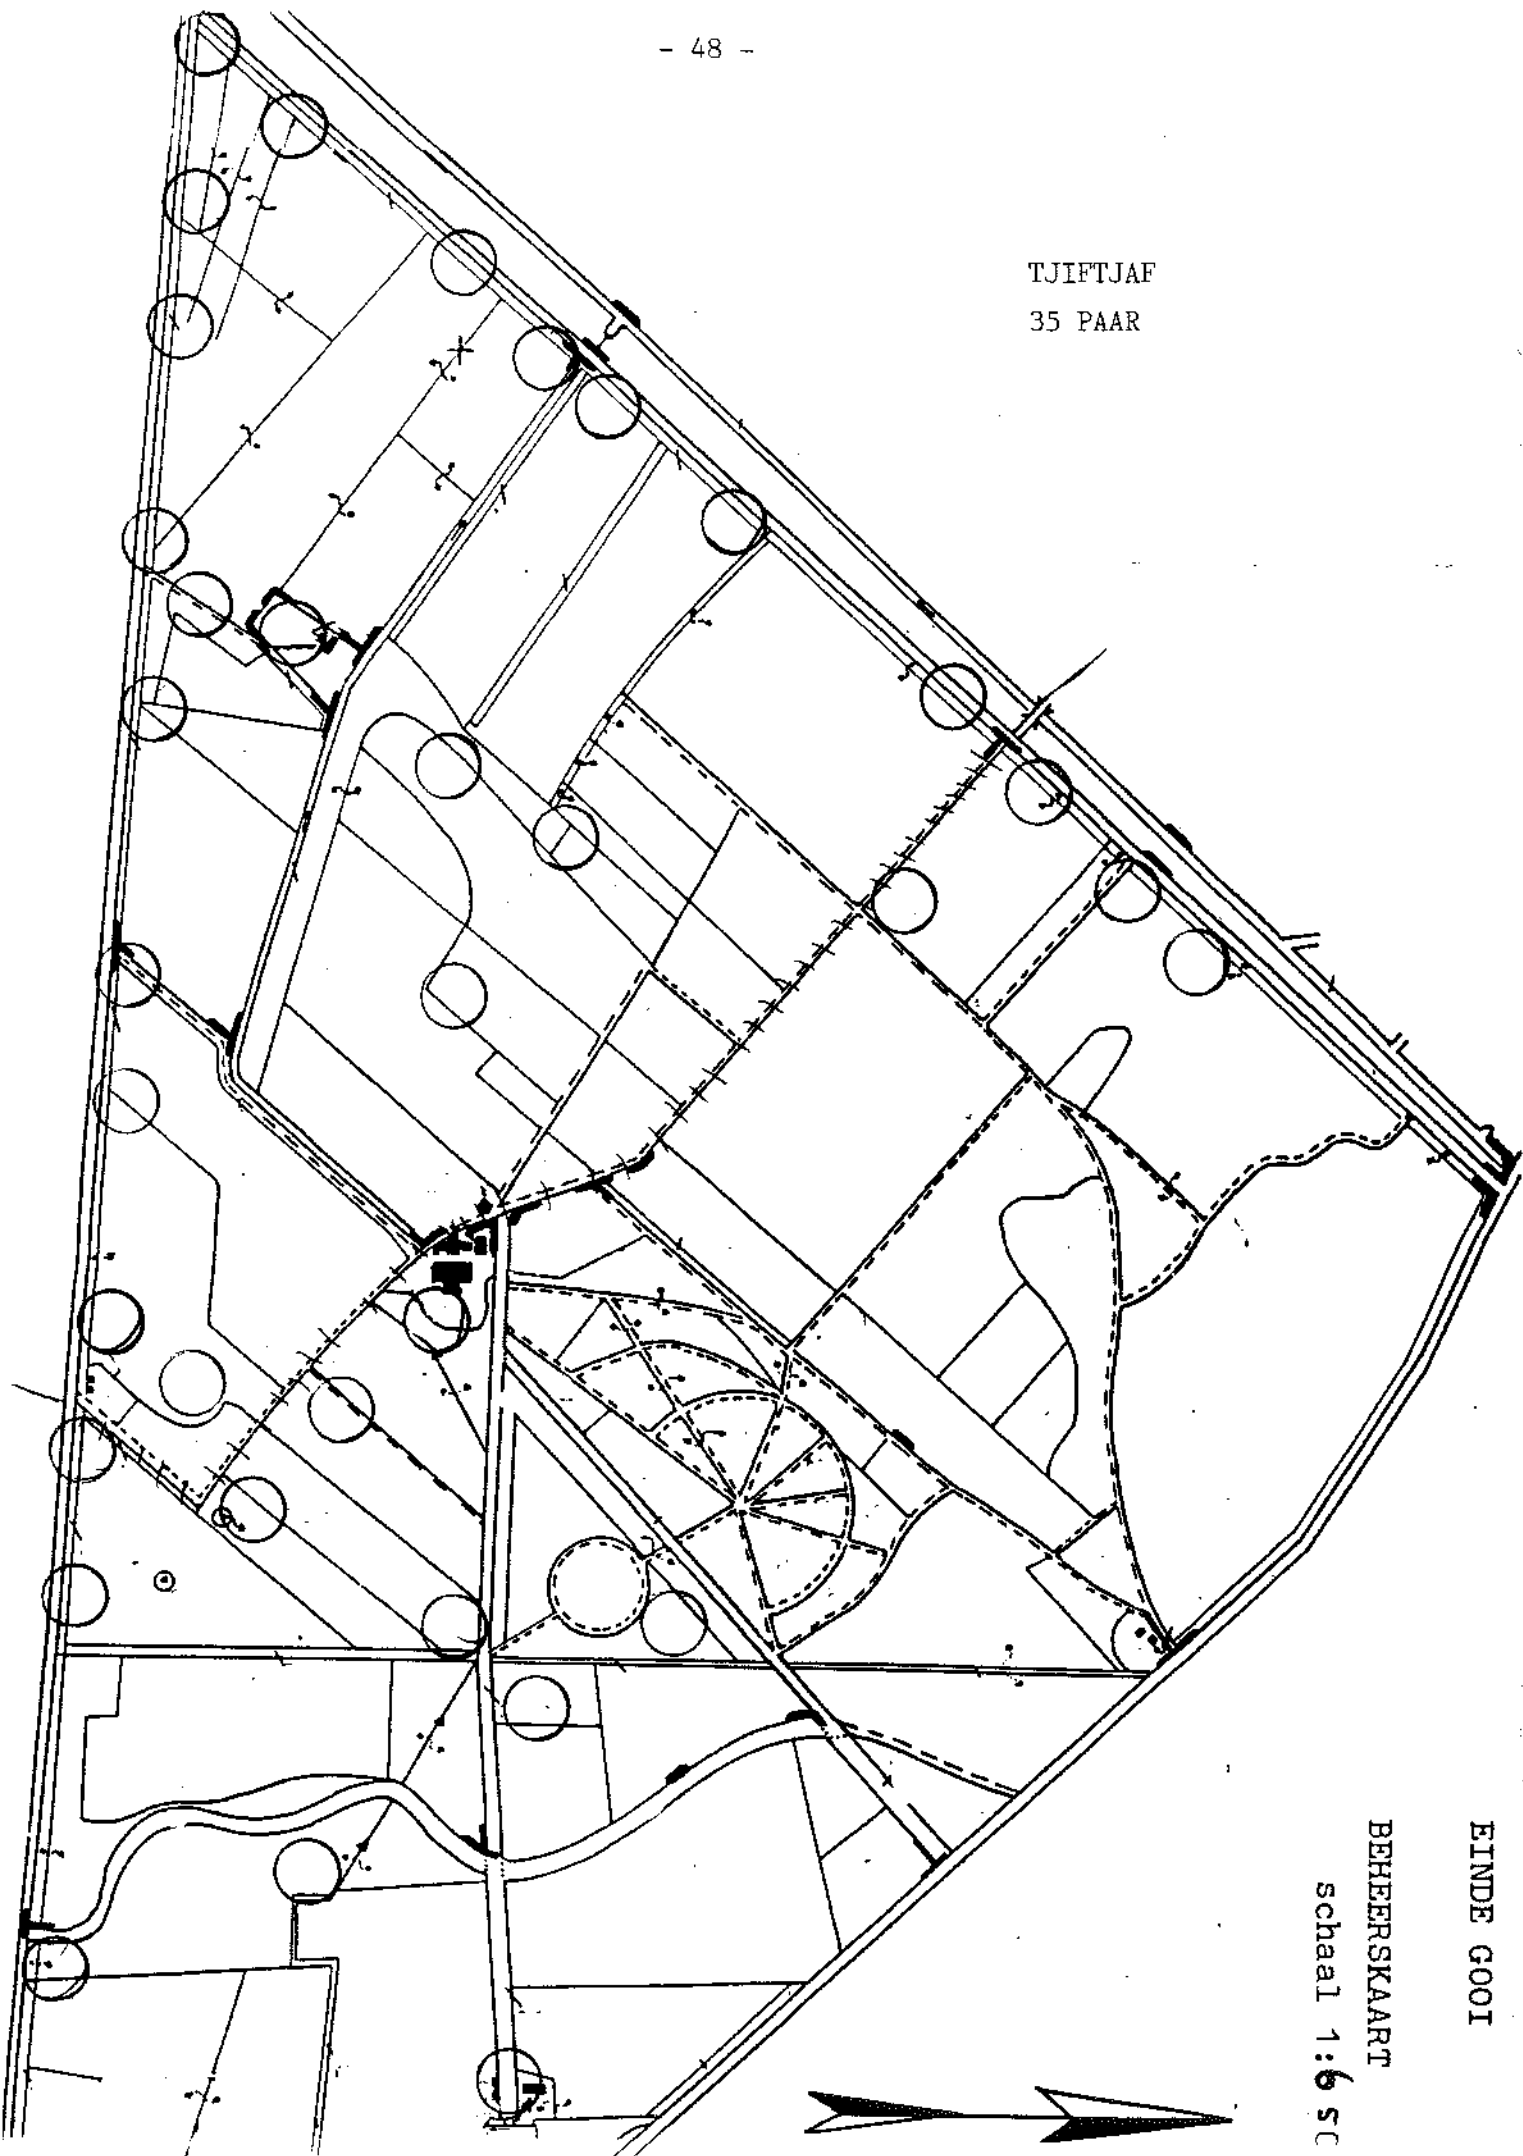 - 48 -
TJIFTJAF
35 PAAR
EINDE GOOI
BEHEERSKAART
schaal 1:6